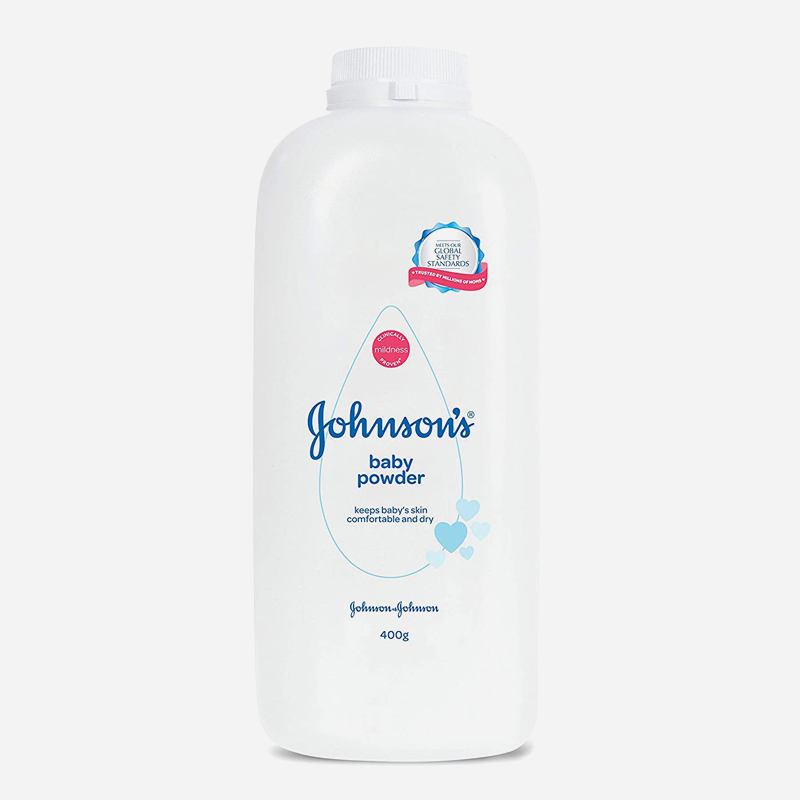 MEETS OUR
GLOBAL
SAFETY
STANDARDS
TRUSTED BY MILLIONS OF MOMS
CLINICALLY
mildness
PROVEN
Johnson's®
baby
powder
keeps baby's skin
comfortable and dry
Johnson & Johnson
400g